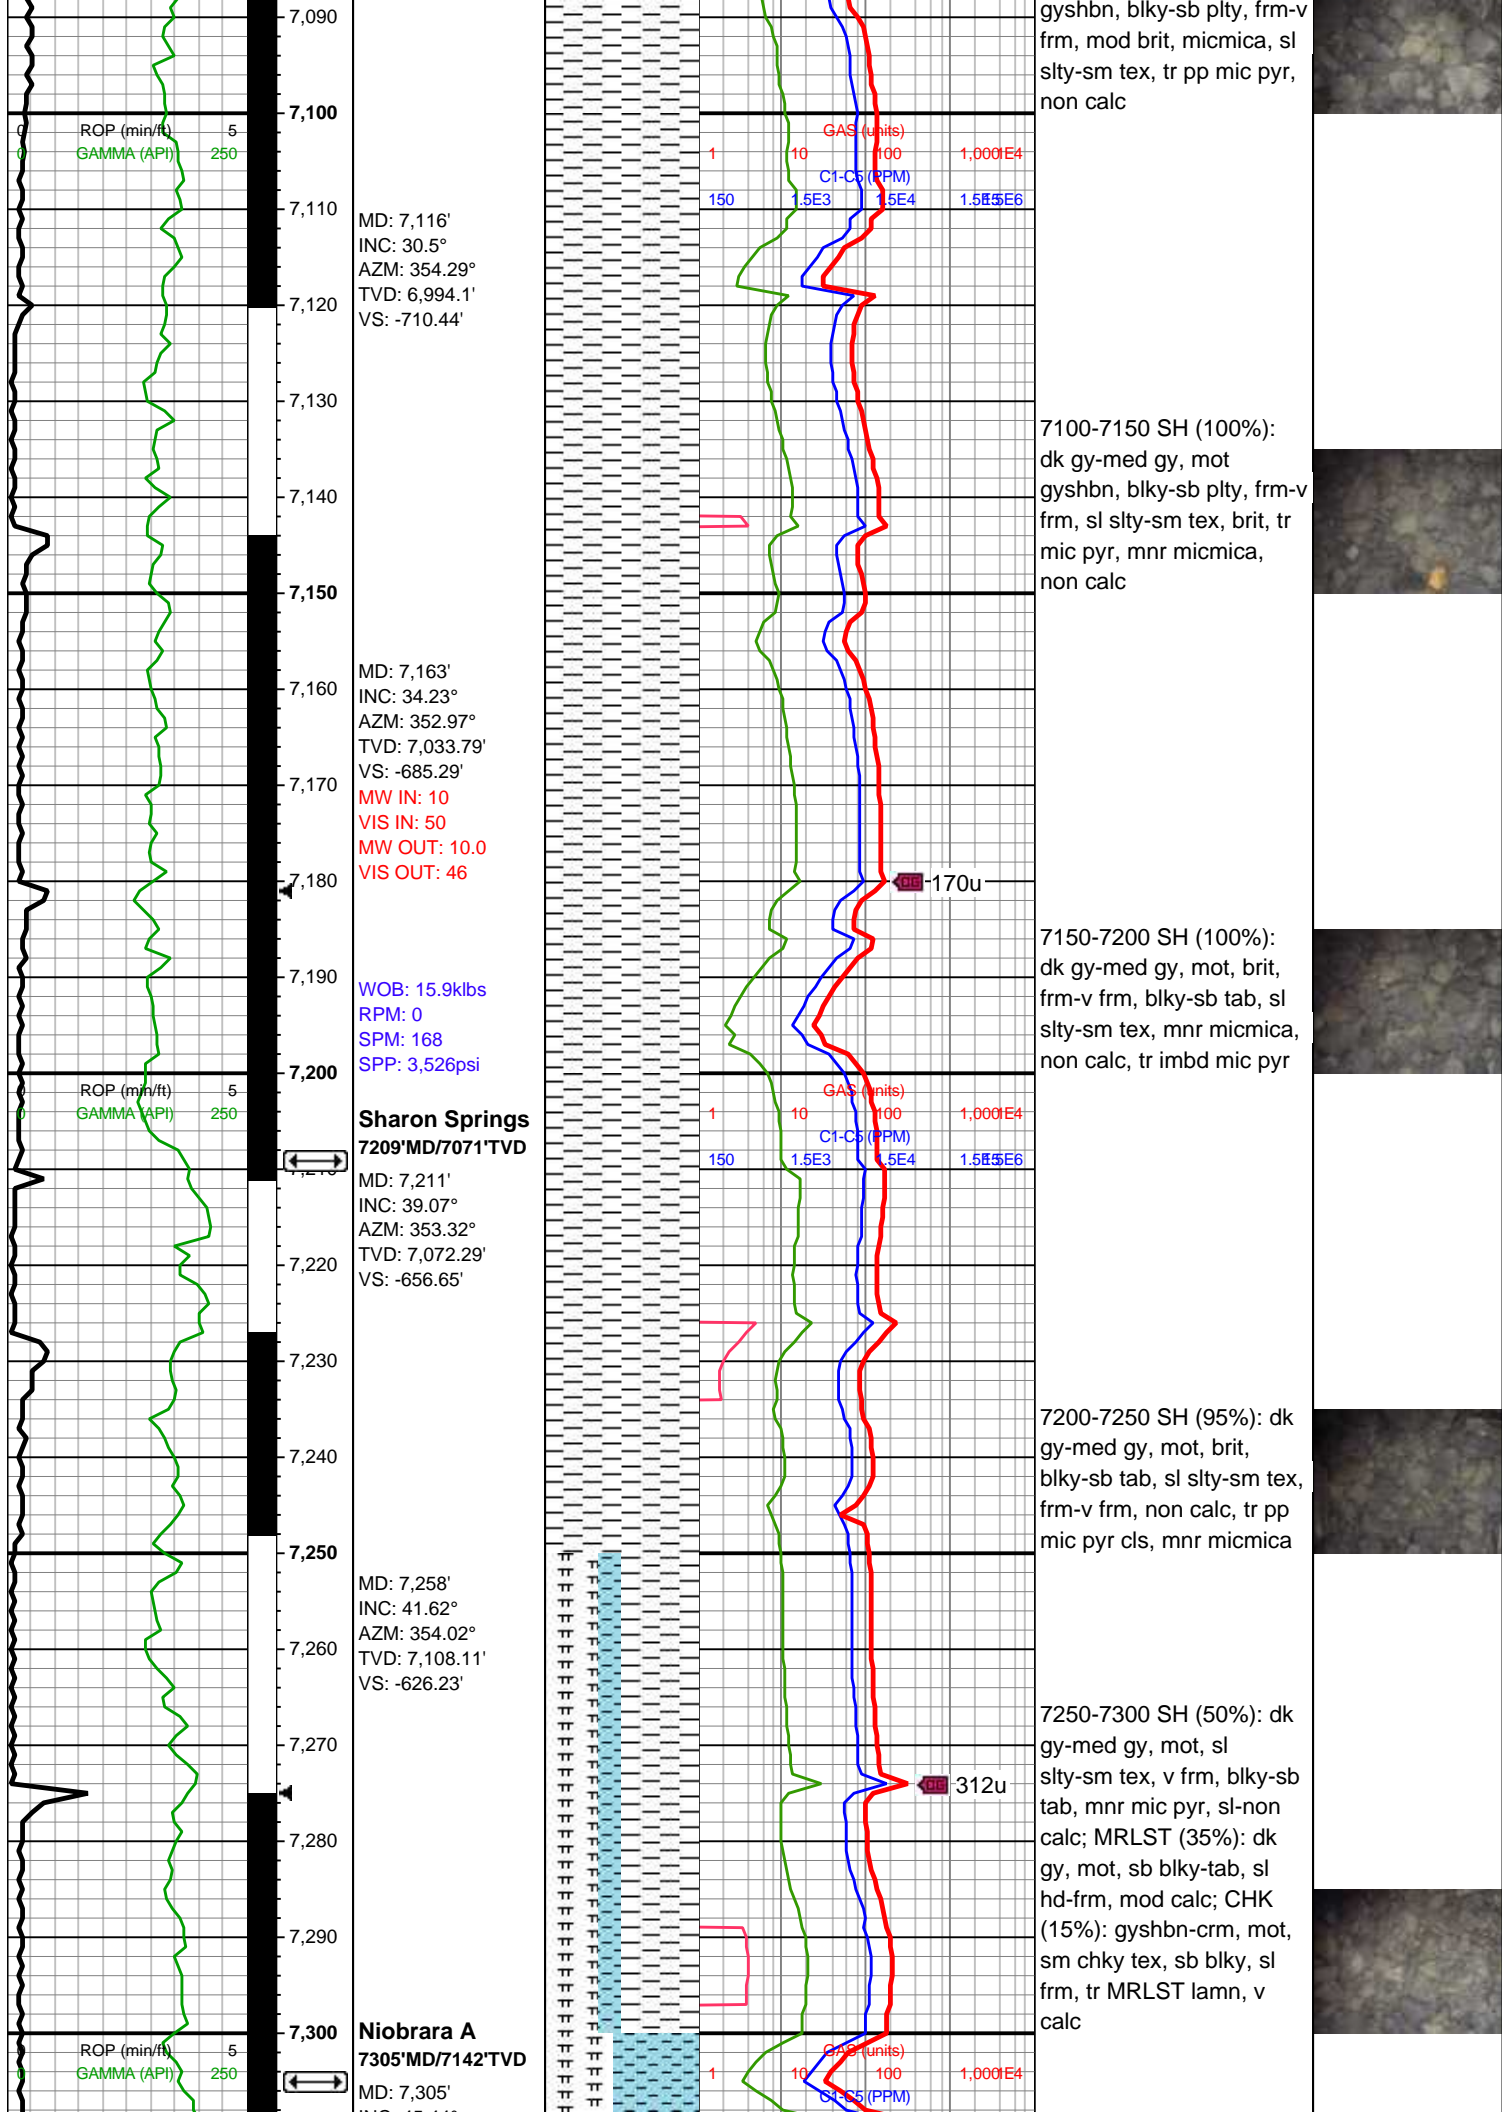 gyshbn, blky-sb plty, frm-v
frm, mod brit, micmica, sl
slty-sm tex, tr pp mic pyr,
non calc
7,090
7,100
0 ROP (min/ft) 5
0 GAMMA (API) 250
GAS (units)
1 10 100 1,000 1E4
C1-C5 (PPM)
150 1.5E3 1.5E4 1.5E5 1.5E6
7,110
MD: 7,116'
INC: 30.5°
AZM: 354.29°
TVD: 6,994.1'
VS: -710.44'
7,120
7,130
7,140
7,150
7100-7150 SH (100%):
dk gy-med gy, mot
gyshbn, blky-sb plty, frm-v
frm, sl slty-sm tex, brit, tr
mic pyr, mnr micmica,
non calc
7,160
MD: 7,163'
INC: 34.23°
AZM: 352.97°
TVD: 7,033.79'
VS: -685.29'
MW IN: 10
VIS IN: 50
MW OUT: 10.0
VIS OUT: 46
7,170
7,180
DG 170u
7,190
7150-7200 SH (100%):
dk gy-med gy, mot, brit,
frm-v frm, blky-sb tab, sl
slty-sm tex, mnr micmica,
non calc, tr imbd mic pyr
WOB: 15.9klbs
RPM: 0
SPM: 168
SPP: 3,526psi
7,200
0 ROP (min/ft) 5
0 GAMMA (API) 250
GAS (units)
1 10 100 1,000 1E4
C1-C5 (PPM)
150 1.5E3 1.5E4 1.5E5 1.5E6
Sharon Springs
7209'MD/7071'TVD
7,210
MD: 7,211'
INC: 39.07°
AZM: 353.32°
TVD: 7,072.29'
VS: -656.65'
7,220
7,230
7,240
7,250
7200-7250 SH (95%): dk
gy-med gy, mot, brit,
blky-sb tab, sl slty-sm tex,
frm-v frm, non calc, tr pp
mic pyr cls, mnr micmica
MD: 7,258'
INC: 41.62°
AZM: 354.02°
TVD: 7,108.11'
VS: -626.23'
7,260
7,270
DG 312u
7,280
7,290
7250-7300 SH (50%): dk
gy-med gy, mot, sl
slty-sm tex, v frm, blky-sb
tab, mnr mic pyr, sl-non
calc; MRLST (35%): dk
gy, mot, sb blky-tab, sl
hd-frm, mod calc; CHK
(15%): gyshbn-crm, mot,
sm chky tex, sb blky, sl
frm, tr MRLST lamn, v
calc
7,300
Niobrara A
7305'MD/7142'TVD
0 ROP (min/ft) 5
0 GAMMA (API) 250
GAS (units)
1 10 100 1,000 1E4
C1-C5 (PPM)
MD: 7,305'